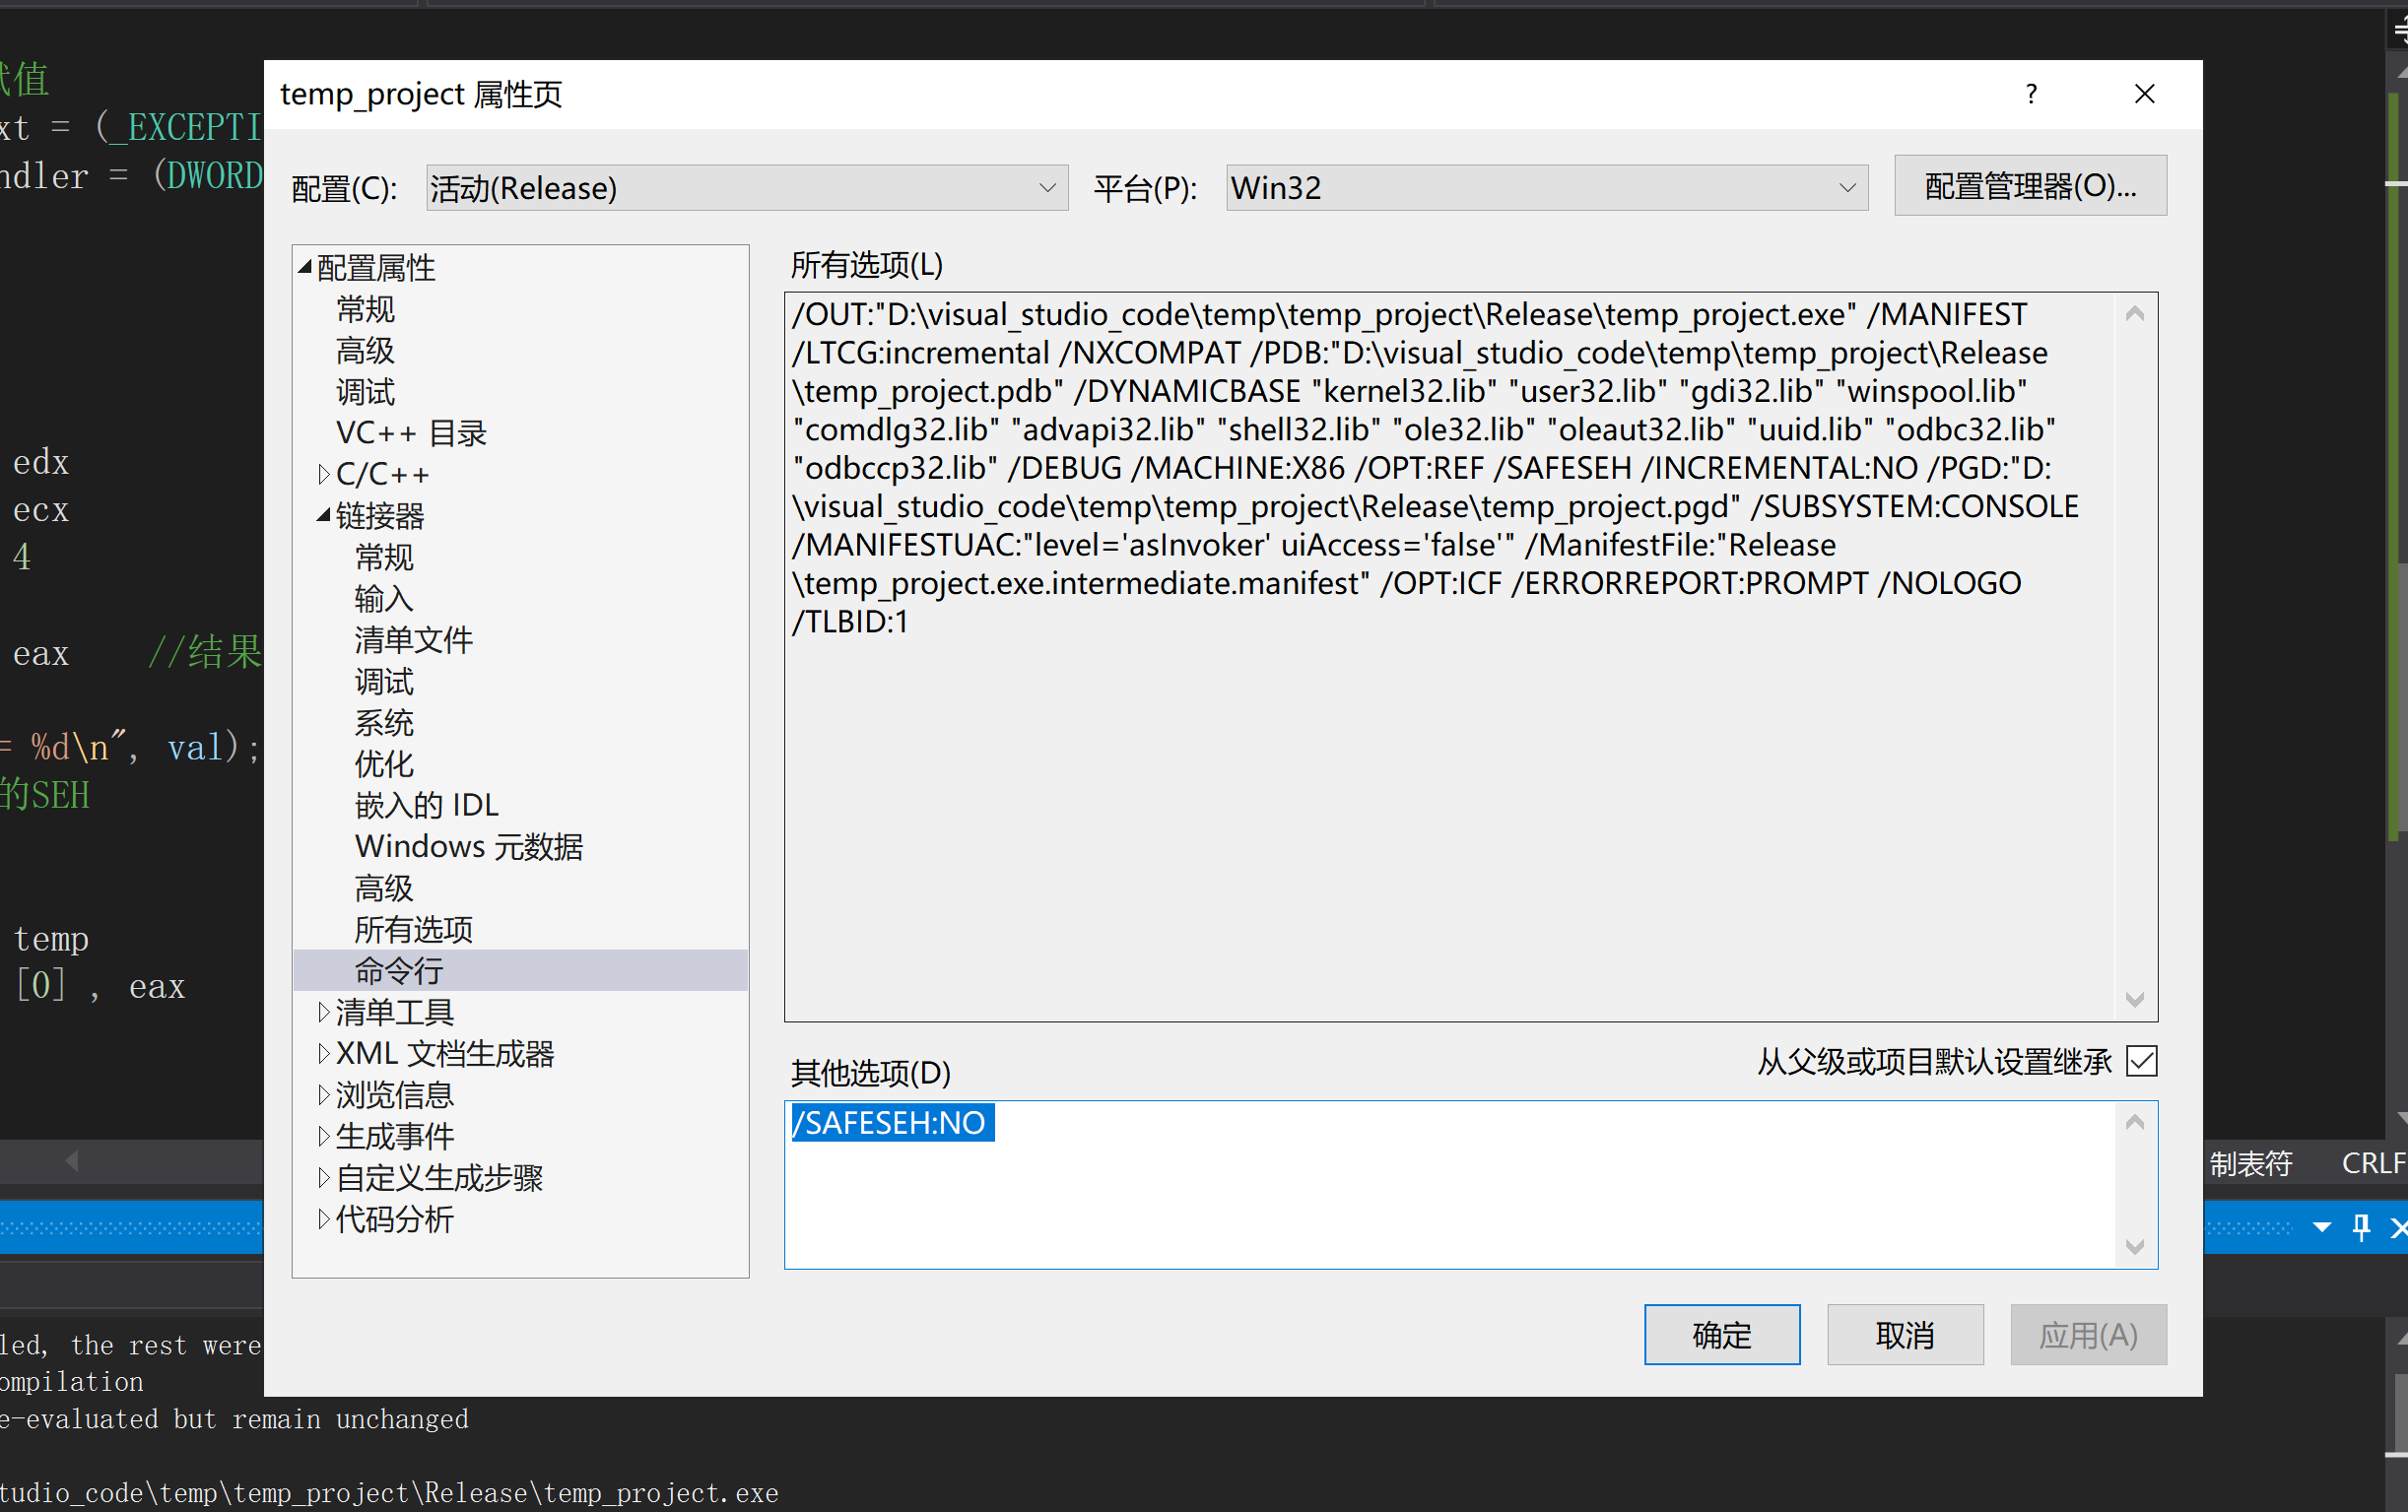 赋值
xt = (_EXCEPTI
ndler = (DWORD
edx
ecx
4
eax //结果
= %d\n", val);
的SEH
temp
[0] , eax
temp_project 属性页
?
配置(C):
活动(Release)
平台(P):
Win32
配置管理器(O)...
配置属性
常规
高级
调试
VC++ 目录
C/C++
链接器
常规
输入
清单文件
调试
系统
优化
嵌入的 IDL
Windows 元数据
高级
所有选项
命令行
清单工具
XML 文档生成器
浏览信息
生成事件
自定义生成步骤
代码分析
所有选项(L)
/OUT:"D:\visual_studio_code\temp\temp_project\Release\temp_project.exe" /MANIFEST
/LTCG:incremental /NXCOMPAT /PDB:"D:\visual_studio_code\temp\temp_project\Release
\temp_project.pdb" /DYNAMICBASE "kernel32.lib" "user32.lib" "gdi32.lib" "winspool.lib"
"comdlg32.lib" "advapi32.lib" "shell32.lib" "ole32.lib" "oleaut32.lib" "uuid.lib" "odbc32.lib"
"odbccp32.lib" /DEBUG /MACHINE:X86 /OPT:REF /SAFESEH /INCREMENTAL:NO /PGD:"D:
\visual_studio_code\temp\temp_project\Release\temp_project.pgd" /SUBSYSTEM:CONSOLE
/MANIFESTUAC:"level='asInvoker' uiAccess='false'" /ManifestFile:"Release
\temp_project.exe.intermediate.manifest" /OPT:ICF /ERRORREPORT:PROMPT /NOLOGO
/TLBID:1
从父级或项目默认设置继承
其他选项(D)
/SAFESEH:NO
确定
取消
应用(A)
制表符
CRLF
led, the rest were
ompilation
e-evaluated but remain unchanged
tudio_code\temp\temp_project\Release\temp_project.exe